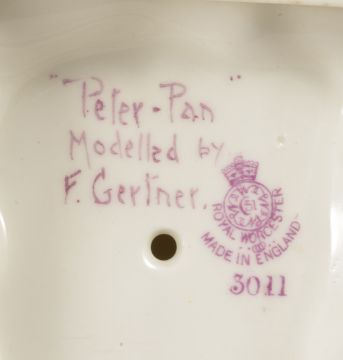 "Peter-Pan"
Modelled by
F. Gertner.
ROYAL WORCESTER
MADE IN ENGLAND
3011